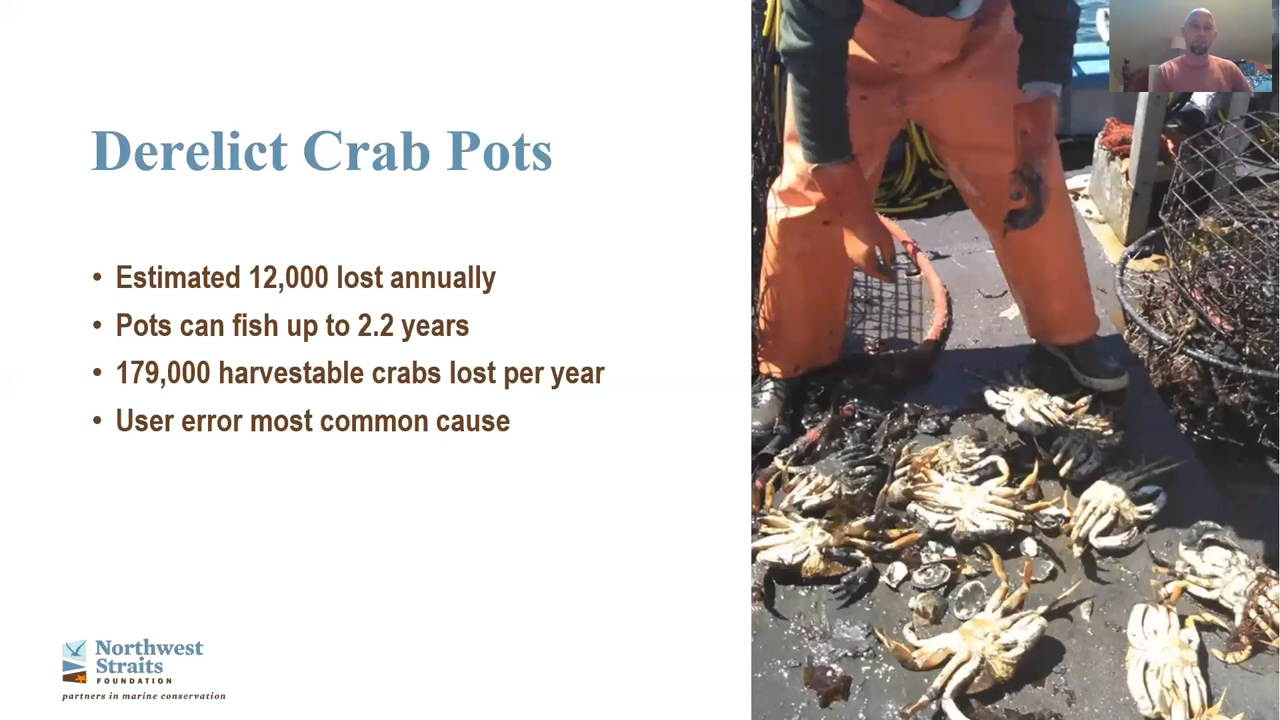 Derelict Crab Pots
• Estimated 12,000 lost annually
• Pots can fish up to 2.2 years
• 179,000 harvestable crabs lost per year
• User error most common cause
Northwest
Straits
FOUNDATION
partners in marine conservation